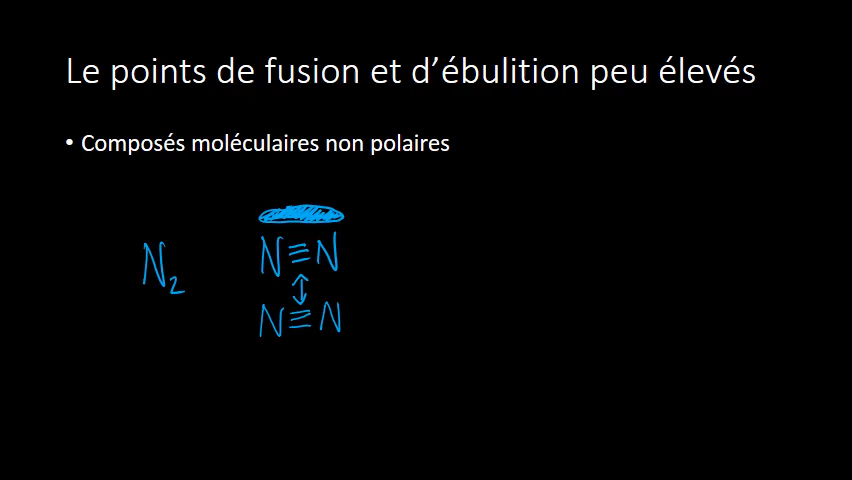 Le points de fusion et d’ébulition peu élevés
• Composés moléculaires non polaires
N₂
N≡N
N≡N